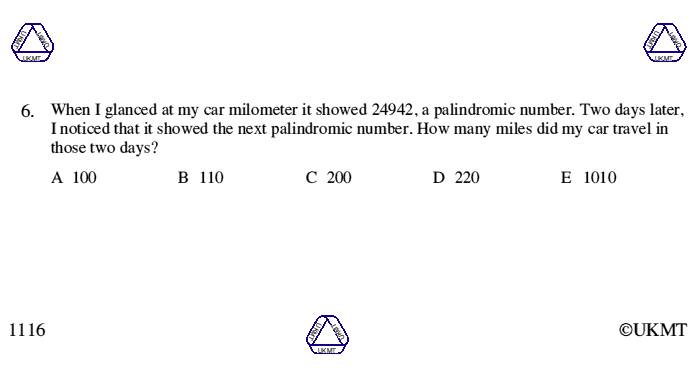 UKMT UKMT UKMT UKMT UKMT UKMT
6. When I glanced at my car milometer it showed 24942, a palindromic number. Two days later,
I noticed that it showed the next palindromic number. How many miles did my car travel in
those two days?
A 100 B 110 C 200 D 220 E 1010
1116 UKMT UKMT UKMT ©UKMT